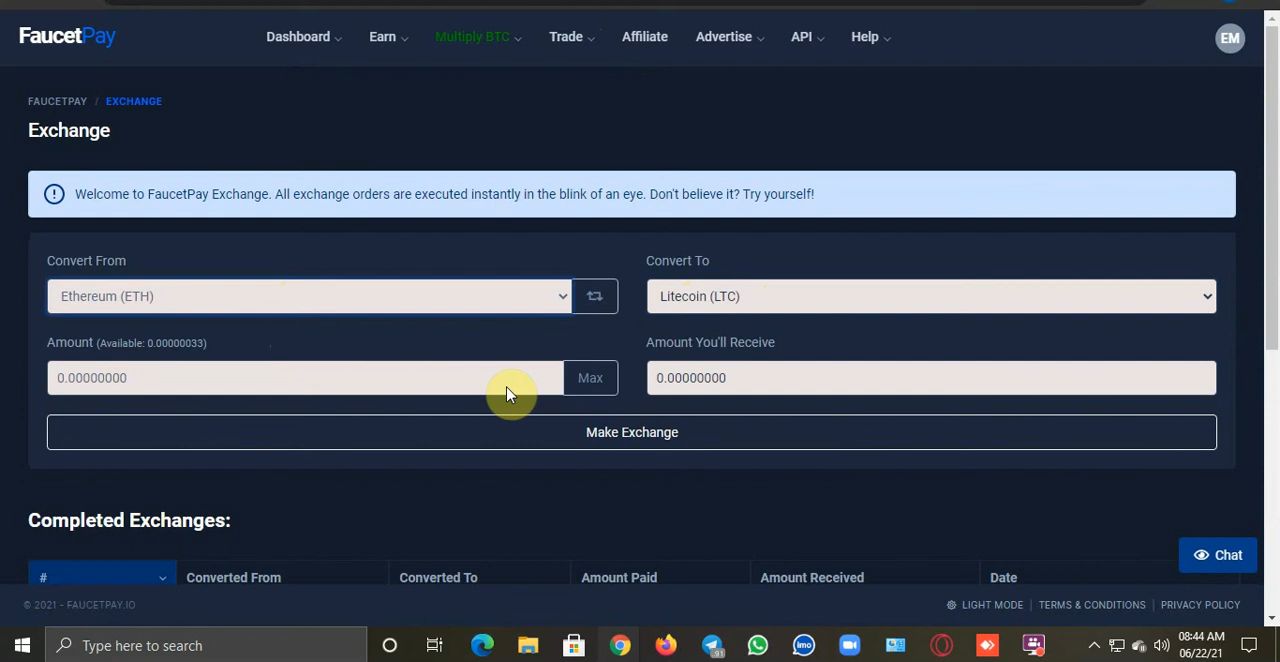 FaucetPay
Dashboard
Earn
Multiply BTC
Trade
Affiliate
Advertise
API
Help
EM
FAUCETPAY / EXCHANGE
Exchange
Welcome to FaucetPay Exchange. All exchange orders are executed instantly in the blink of an eye. Don't believe it? Try yourself!
Convert From
Convert To
Ethereum (ETH)
Litecoin (LTC)
Amount (Available: 0.00000033)
Amount You'll Receive
0.00000000
Max
0.00000000
Make Exchange
Completed Exchanges:
Chat
#
Converted From
Converted To
Amount Paid
Amount Received
Date
© 2021 - FAUCETPAY.IO
LIGHT MODE | TERMS & CONDITIONS | PRIVACY POLICY
Type here to search
91
imo
08:44 AM
06/22/21